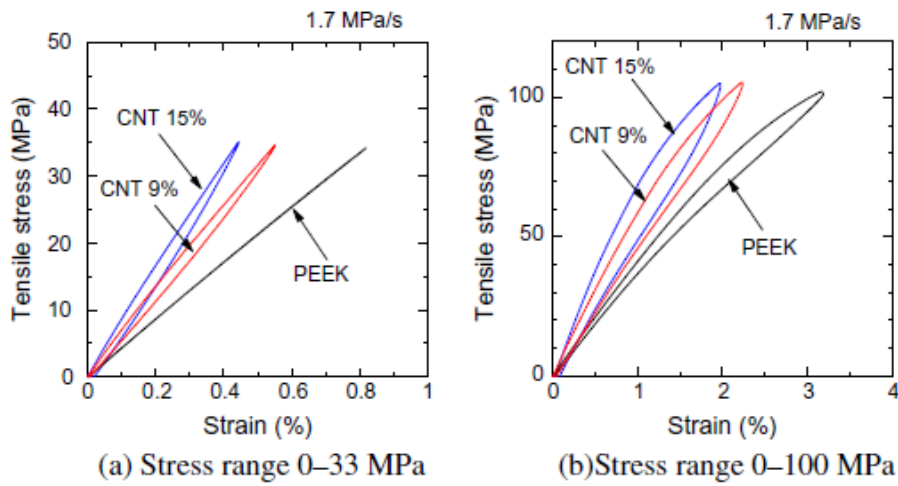 1.7 MPa/s
50
40
30
20
10
0
Tensile stress (MPa)
CNT 15%
CNT 9%
PEEK
0 0.2 0.4 0.6 0.8 1
Strain (%)
(a) Stress range 0–33 MPa
1.7 MPa/s
100
50
0
Tensile stress (MPa)
CNT 15%
CNT 9%
PEEK
0 1 2 3 4
Strain (%)
(b)Stress range 0–100 MPa